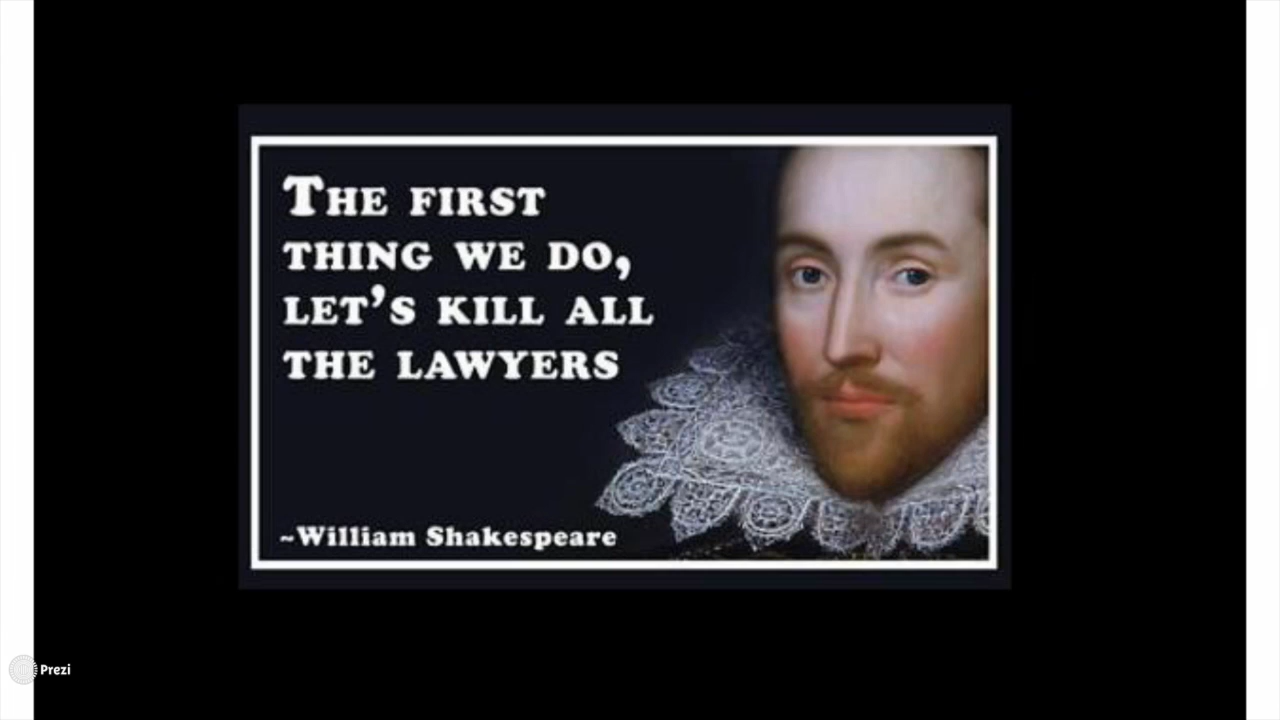 The first
thing we do,
let's kill all
the lawyers
~William Shakespeare
Prezi